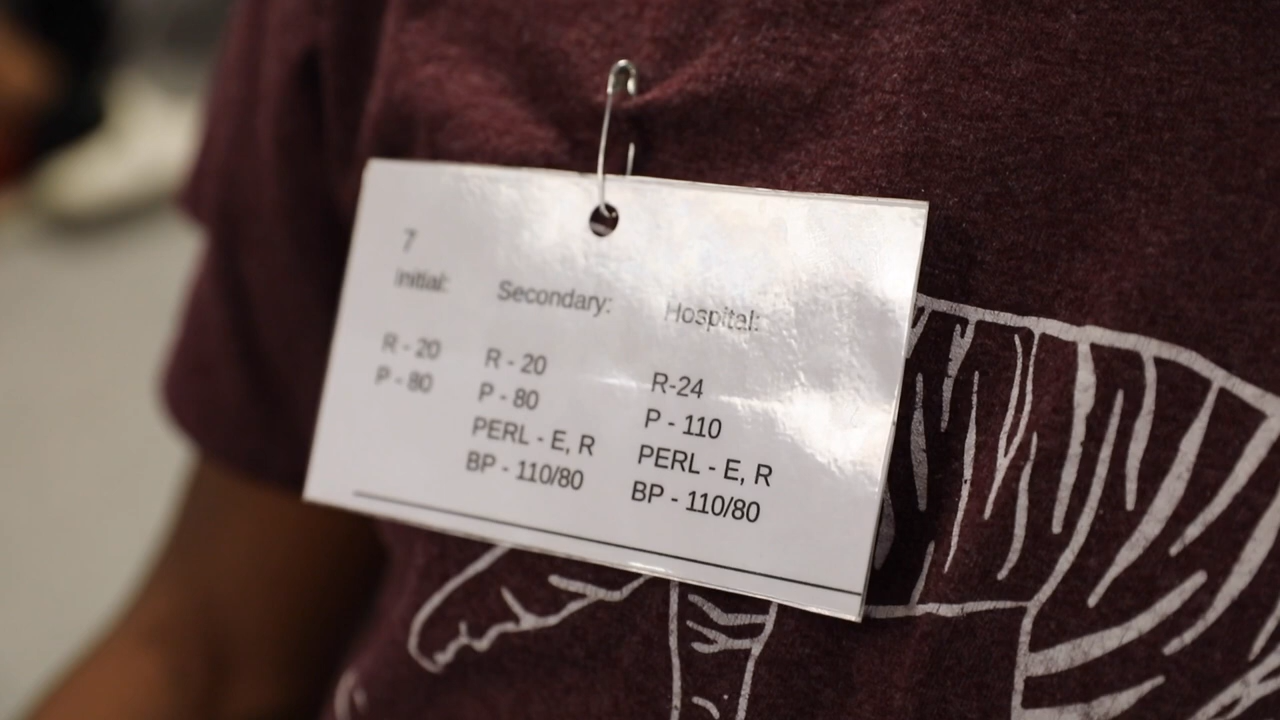 7
Initial: Secondary: Hospital:
R - 20 R - 20 R-24
P - 80 P - 80 P - 110
PERL - E, R PERL - E, R
BP - 110/80 BP - 110/80